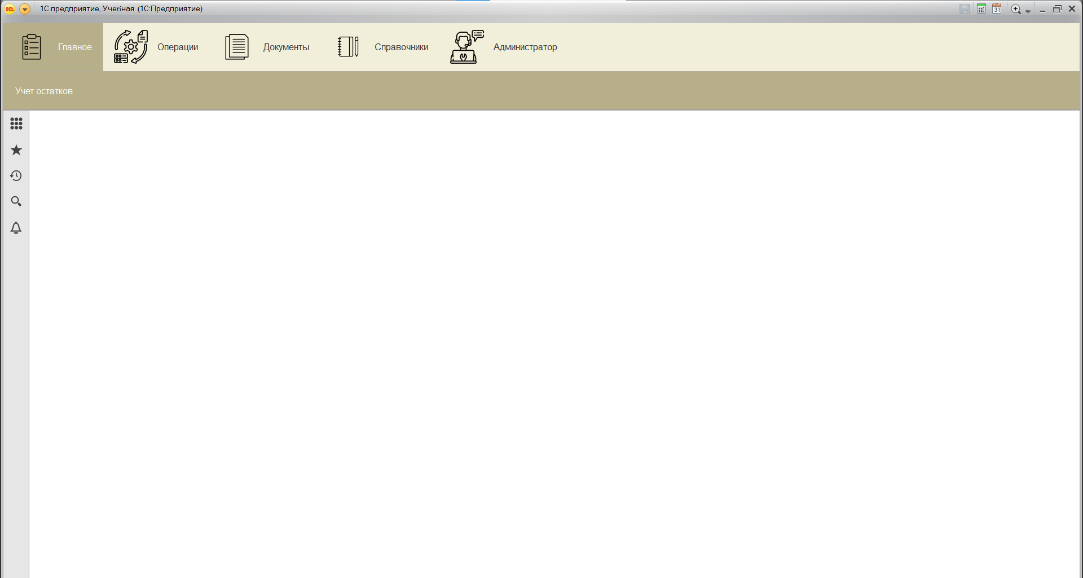 1С предприятие, Учебная (1С:Предприятие)
Главное Операции Документы Справочники Администратор
Учет остатков